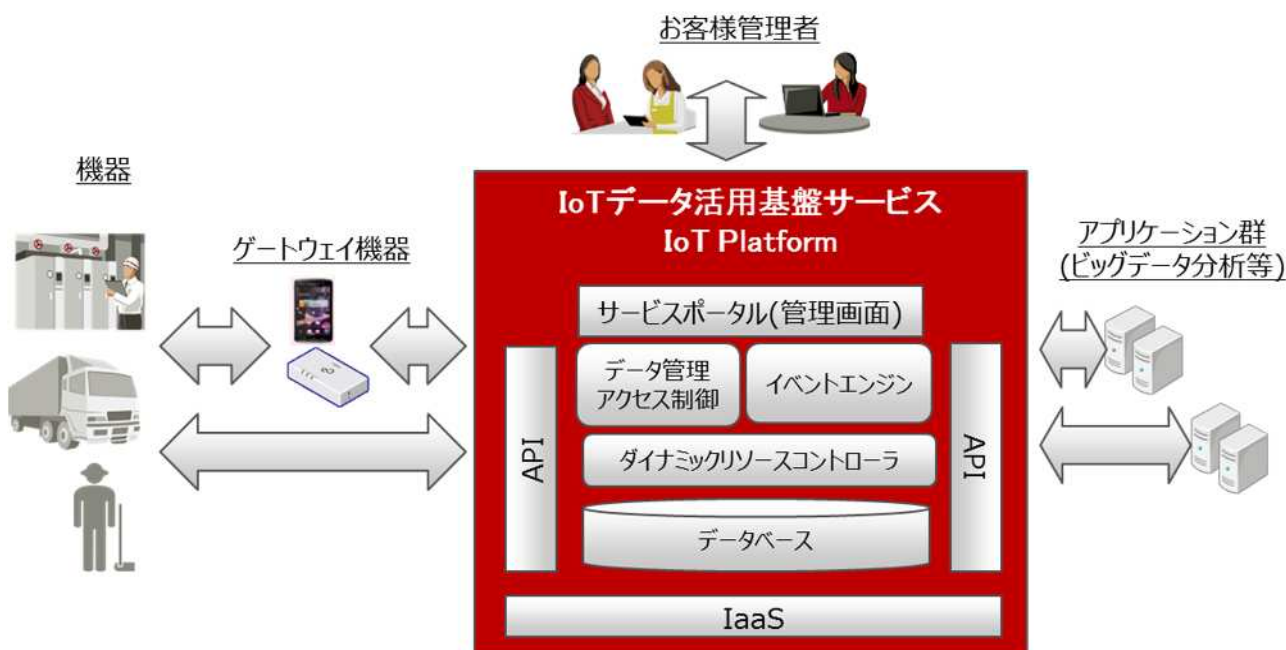 お客様管理者
機器
ゲートウェイ機器
IoTデータ活用基盤サービス
IoT Platform
サービスポータル(管理画面)
データ管理
アクセス制御
イベントエンジン
ダイナミックリソースコントローラ
データベース
API
API
IaaS
アプリケーション群
(ビッグデータ分析等)